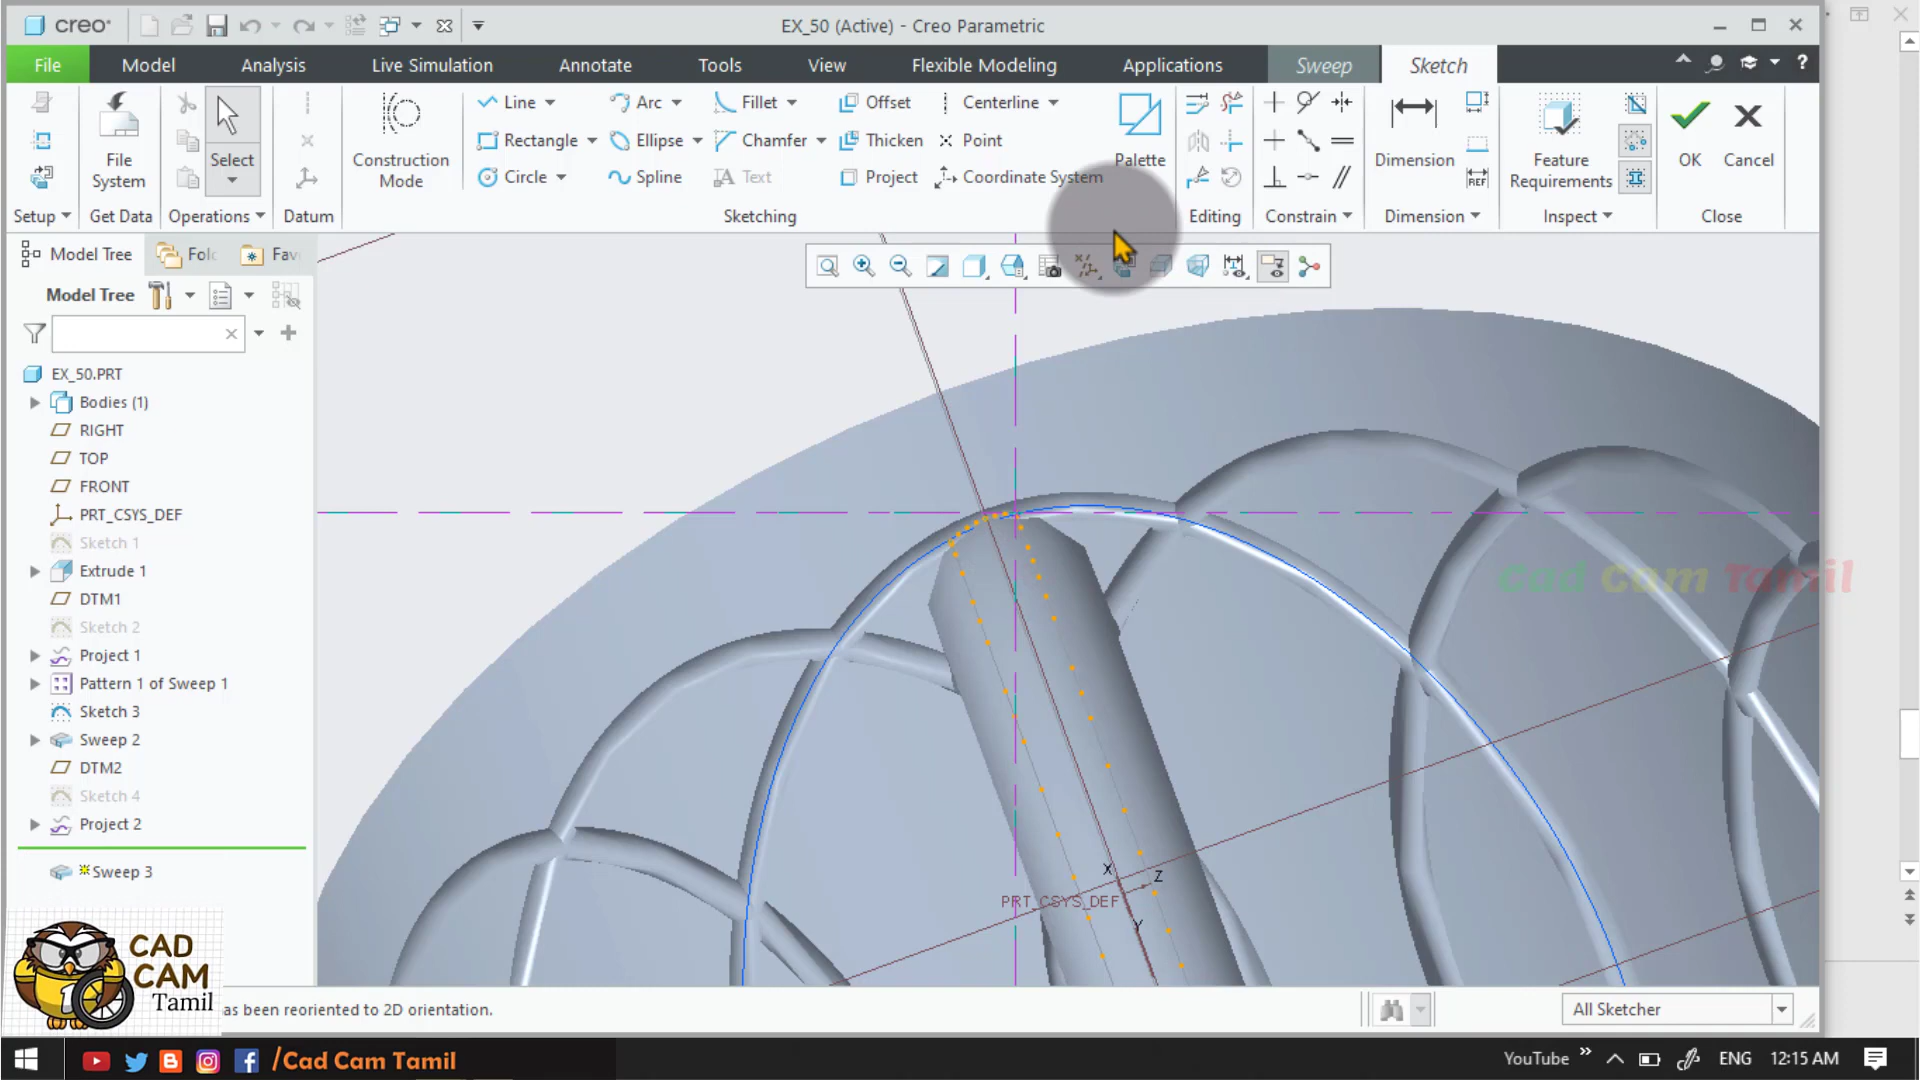 creo
EX_50 (Active) - Creo Parametric
File
Model
Analysis
Live Simulation
Annotate
Tools
View
Flexible Modeling
Applications
Sweep
Sketch
?
Line
Arc
Fillet
Offset
Centerline
Rectangle
Ellipse
Chamfer
Thicken
Point
Circle
Spline
Text
Project
Coordinate System
File
System
Select
Construction
Mode
Palette
Dimension
REF
Feature
Requirements
OK
Cancel
Setup
Get Data
Operations
Datum
Sketching
Editing
Constrain
Dimension
Inspect
Close
Model Tree
Fol
Fav
Model Tree
EX_50.PRT
Bodies (1)
RIGHT
TOP
FRONT
PRT_CSYS_DEF
Sketch 1
Extrude 1
DTM1
Sketch 2
Project 1
Pattern 1 of Sweep 1
Sketch 3
Sweep 2
DTM2
Sketch 4
Project 2
Sweep 3
Cad Cam Tamil
X
Z
PRT_CSYS_DEF
Y
CAD
CAM
Tamil
has been reoriented to 2D orientation.
All Sketcher
/Cad Cam Tamil
YouTube
ENG
12:15 AM